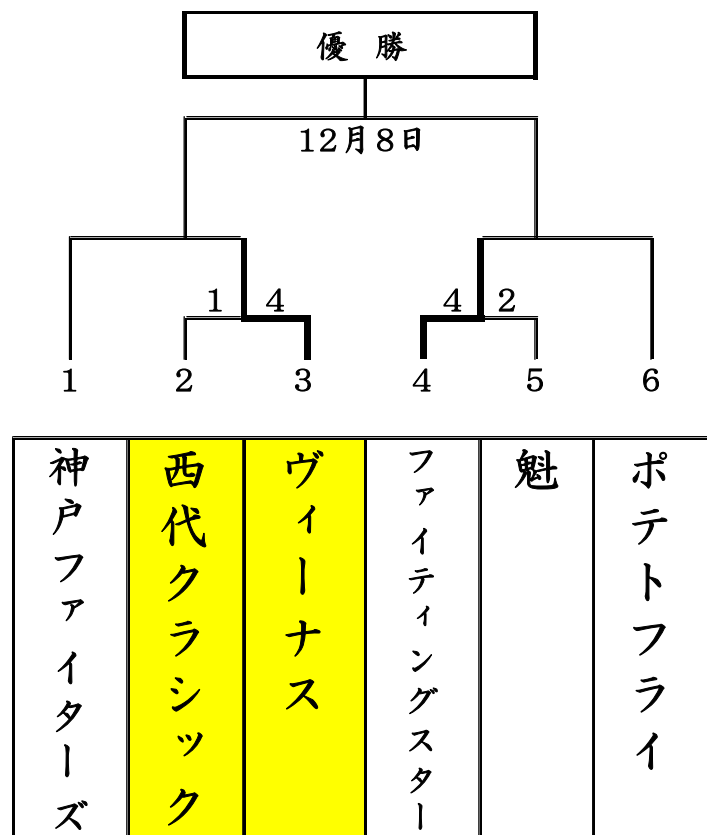 優勝
12月8日
1 4 4 2
1 2 3 4 5 6
神戸ファイターズ
西代クラシック
ヴィーナス
ファイティングスター
魁
ポテトフライ